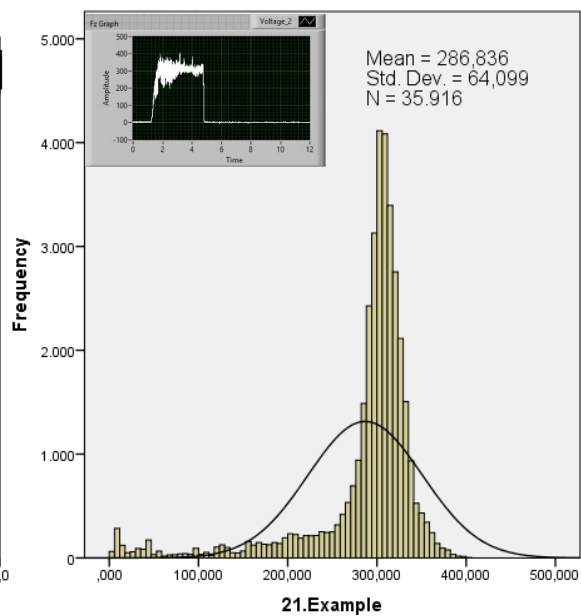 Fz Graph
Voltage_2
500
400
300
200
100
0
-100
Amplitude
0 2 4 6 8 10 12
Time
Mean = 286,836
Std. Dev. = 64,099
N = 35.916
5.000
4.000
3.000
2.000
1.000
0
Frequency
,0
,000 100,000 200,000 300,000 400,000 500,000
21.Example